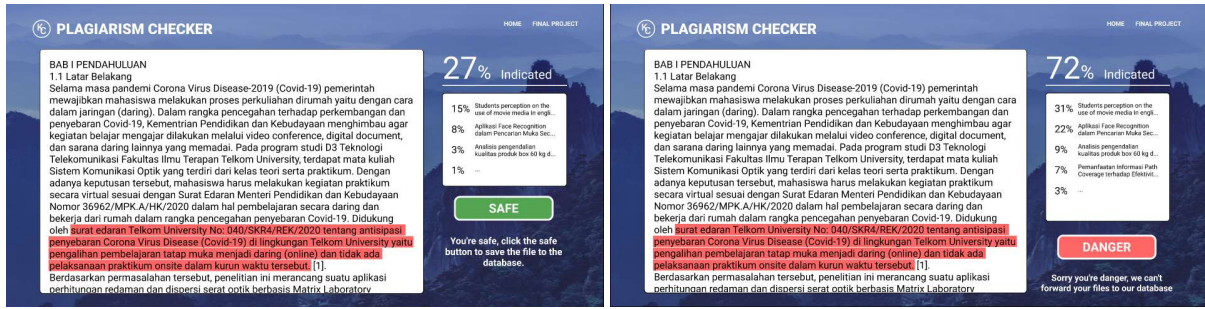 KC PLAGIARISM CHECKER
HOME FINAL PROJECT
BAB I PENDAHULUAN
1.1 Latar Belakang
Selama masa pandemi Corona Virus Disease-2019 (Covid-19) pemerintah
mewajibkan mahasiswa melakukan proses perkuliahan dirumah yaitu dengan cara
dalam jaringan (daring). Dalam rangka pencegahan terhadap perkembangan dan
penyebaran Covid-19, Kementrian Pendidikan dan Kebudayaan menghimbau agar
kegiatan belajar mengajar dilakukan melalui video conference, digital document,
dan sarana daring lainnya yang memadai. Pada program studi D3 Teknologi
Telekomunikasi Fakultas Ilmu Terapan Telkom University, terdapat mata kuliah
Sistem Komunikasi Optik yang terdiri dari kelas teori serta praktikum. Dengan
adanya keputusan tersebut, mahasiswa harus melakukan kegiatan praktikum
secara virtual sesuai dengan Surat Edaran Menteri Pendidikan dan Kebudayaan
Nomor 36962/MPK.A/HK/2020 dalam hal pembelajaran secara daring dan
bekerja dari rumah dalam rangka pencegahan penyebaran Covid-19. Didukung
oleh surat edaran Telkom University No: 040/SKR4/REK/2020 tentang antisipasi
penyebaran Corona Virus Disease (Covid-19) di lingkungan Telkom University yaitu
pengalihan pembelajaran tatap muka menjadi daring (online) dan tidak ada
pelaksanaan praktikum onsite dalam kurun waktu tersebut. [1].
Berdasarkan permasalahan tersebut, penelitian ini merancang suatu aplikasi
perhitungan redaman dan dispersi serat optik berbasis Matrix Laboratory
27% Indicated
15% Students perception on the
use of movie media In engli...
8% Aplikasi Face Recognition
dalam Pencarian Muka Sec...
3% Analisis pengendalian
kualitas produk box 60 kg d...
1% ...
SAFE
You're safe, click the safe
button to save the file to the
database.
KC PLAGIARISM CHECKER
HOME FINAL PROJECT
BAB I PENDAHULUAN
1.1 Latar Belakang
Selama masa pandemi Corona Virus Disease-2019 (Covid-19) pemerintah
mewajibkan mahasiswa melakukan proses perkuliahan dirumah yaitu dengan cara
dalam jaringan (daring). Dalam rangka pencegahan terhadap perkembangan dan
penyebaran Covid-19, Kementrian Pendidikan dan Kebudayaan menghimbau agar
kegiatan belajar mengajar dilakukan melalui video conference, digital document,
dan sarana daring lainnya yang memadai. Pada program studi D3 Teknologi
Telekomunikasi Fakultas Ilmu Terapan Telkom University, terdapat mata kuliah
Sistem Komunikasi Optik yang terdiri dari kelas teori serta praktikum. Dengan
adanya keputusan tersebut, mahasiswa harus melakukan kegiatan praktikum
secara virtual sesuai dengan Surat Edaran Menteri Pendidikan dan Kebudayaan
Nomor 36962/MPK.A/HK/2020 dalam hal pembelajaran secara daring dan
bekerja dari rumah dalam rangka pencegahan penyebaran Covid-19. Didukung
oleh surat edaran Telkom University No: 040/SKR4/REK/2020 tentang antisipasi
penyebaran Corona Virus Disease (Covid-19) di lingkungan Telkom University yaitu
pengalihan pembelajaran tatap muka menjadi daring (online) dan tidak ada
pelaksanaan praktikum onsite dalam kurun waktu tersebut. [1].
Berdasarkan permasalahan tersebut, penelitian ini merancang suatu aplikasi
perhitungan redaman dan dispersi serat optik berbasis Matrix Laboratory
72% Indicated
31% Students perception on the
use of movie media In engli...
22% Aplikasi Face Recognition
dalam Pencarian Muka Sec...
9% Analisis pengendalian
kualitas produk box 60 kg d...
7% Pemanfaatan Informasi Path
Coverage terhadap Efektivit...
3% ...
DANGER
Sorry you're danger, we can't
forward your files to our database